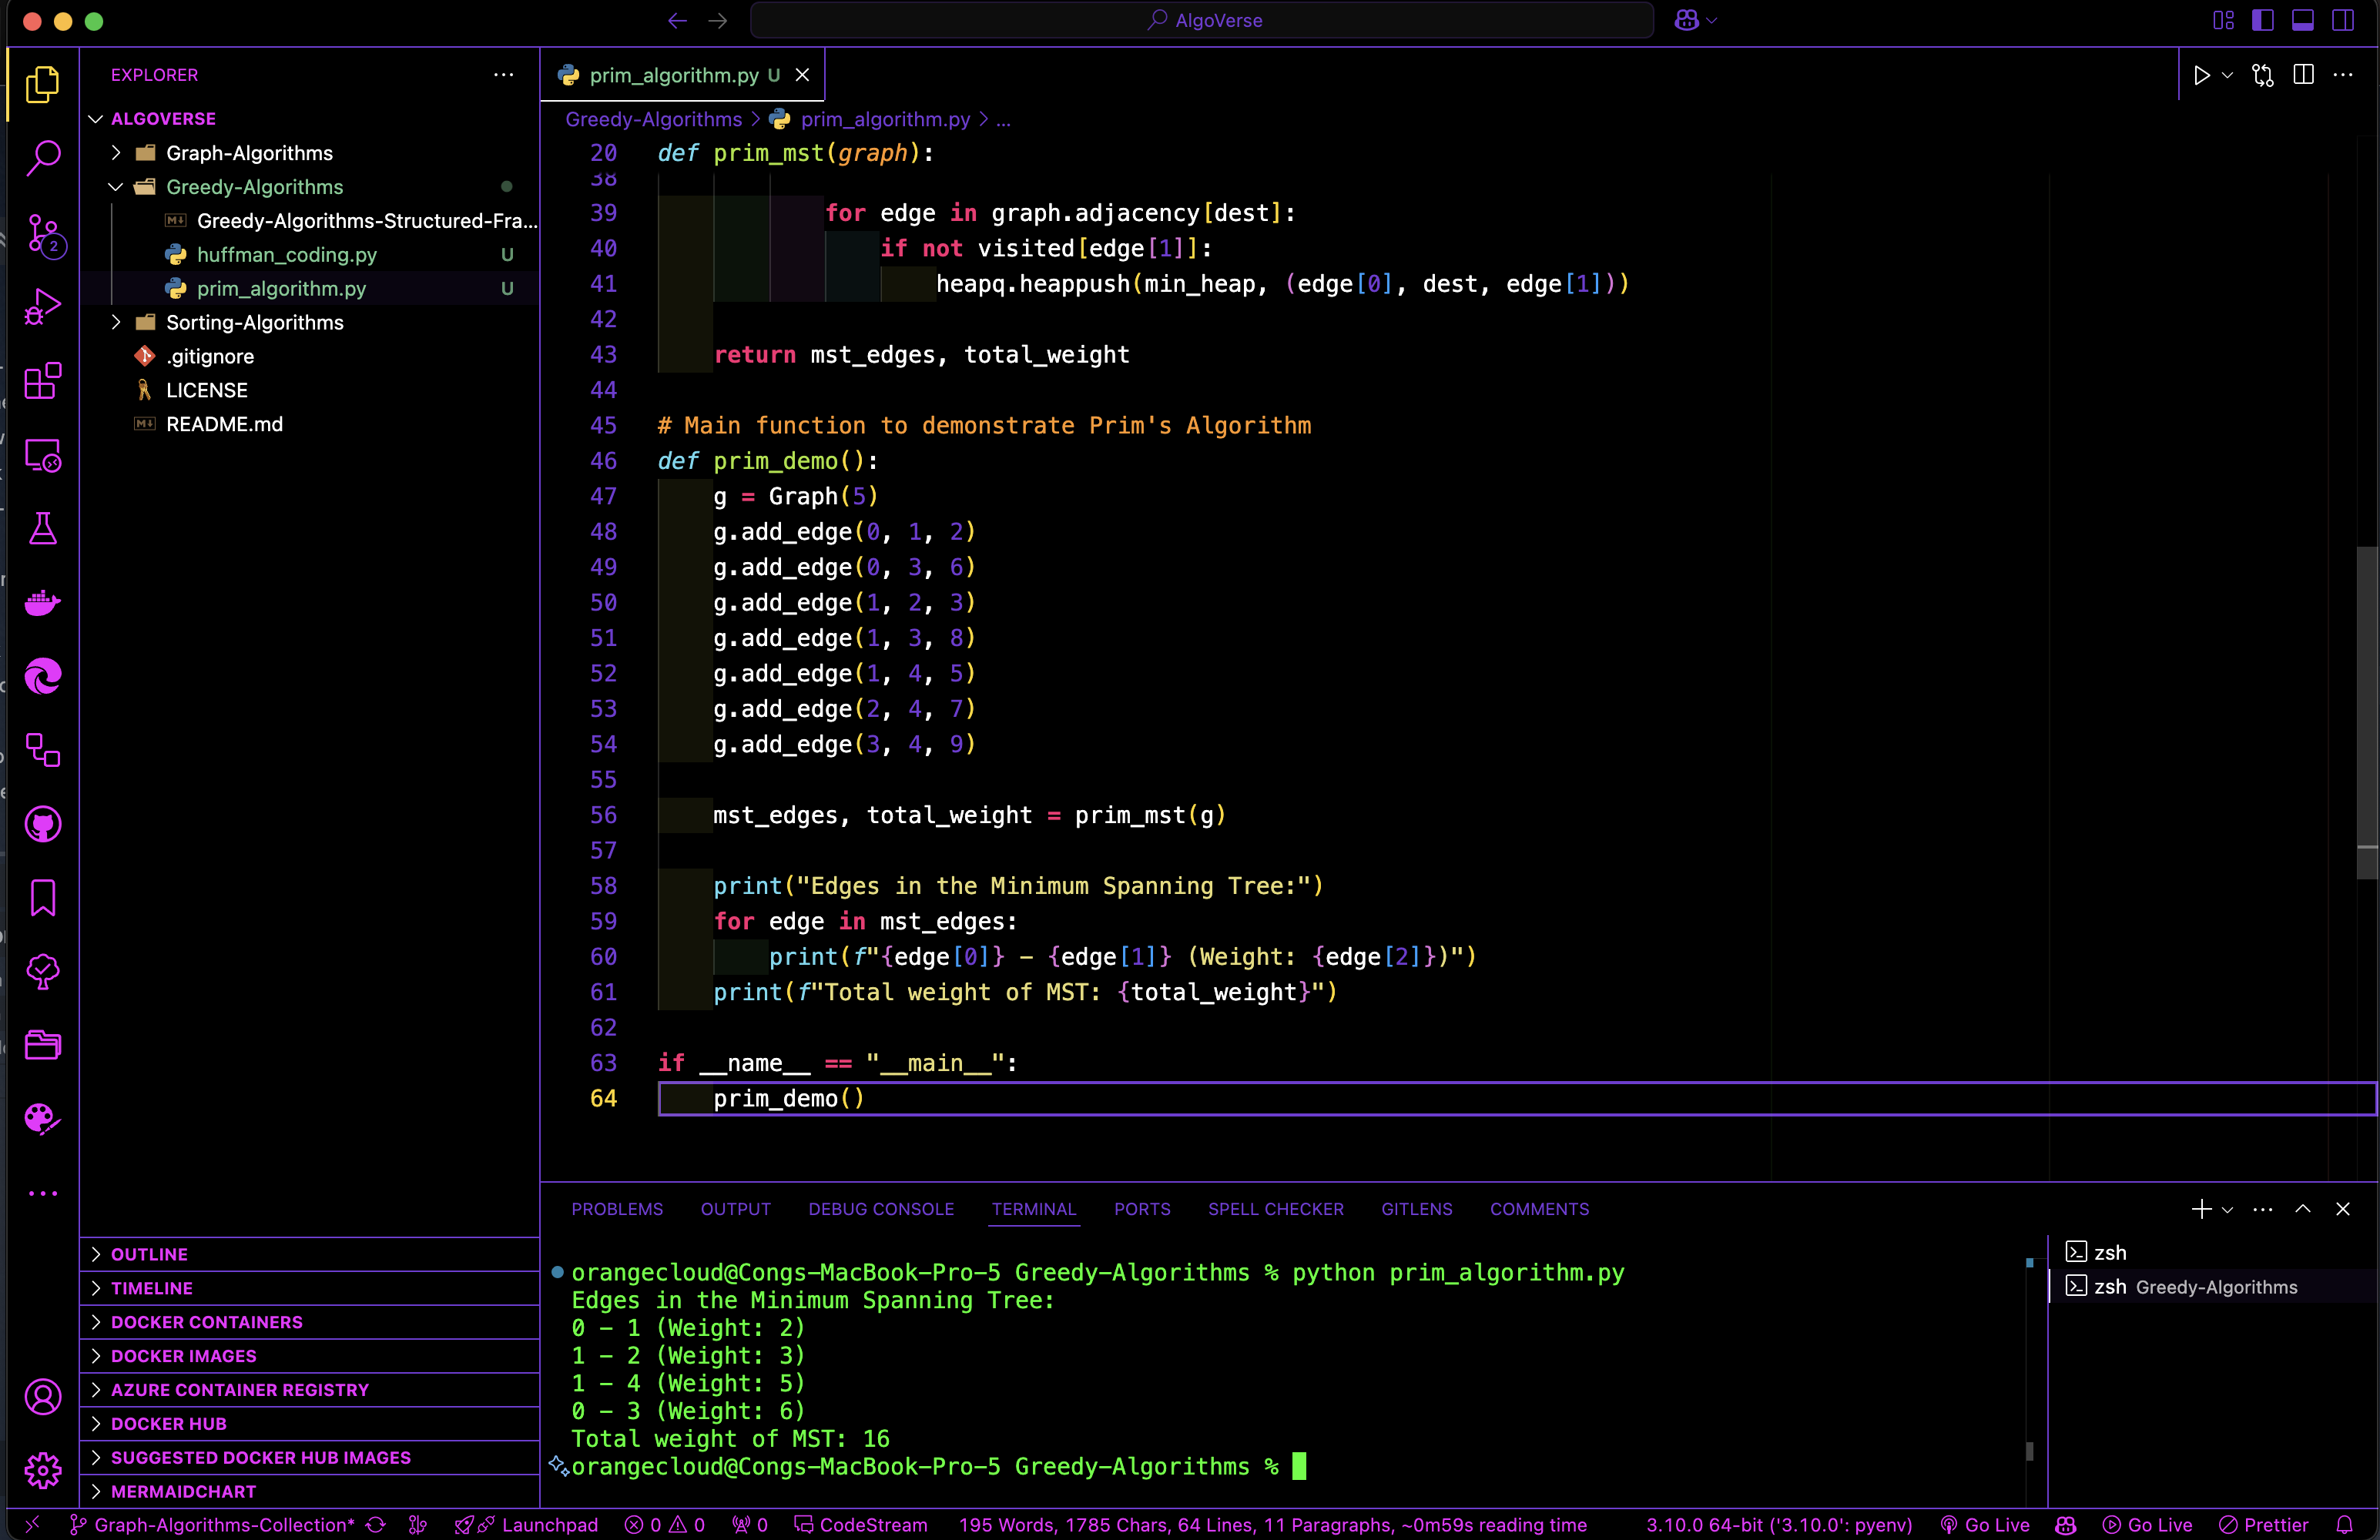 AlgoVerse
EXPLORER
ALGOVERSE
Graph-Algorithms
Greedy-Algorithms
Greedy-Algorithms-Structured-Fra...
huffman_coding.py U
prim_algorithm.py U
Sorting-Algorithms
.gitignore
LICENSE
README.md
2
OUTLINE
TIMELINE
DOCKER CONTAINERS
DOCKER IMAGES
AZURE CONTAINER REGISTRY
DOCKER HUB
SUGGESTED DOCKER HUB IMAGES
MERMAIDCHART
prim_algorithm.py U
Greedy-Algorithms > prim_algorithm.py > ...
20 def prim_mst(graph):
38
39 for edge in graph.adjacency[dest]:
40 if not visited[edge[1]]:
41 heapq.heappush(min_heap, (edge[0], dest, edge[1]))
42
43 return mst_edges, total_weight
44
45 # Main function to demonstrate Prim's Algorithm
46 def prim_demo():
47 g = Graph(5)
48 g.add_edge(0, 1, 2)
49 g.add_edge(0, 3, 6)
50 g.add_edge(1, 2, 3)
51 g.add_edge(1, 3, 8)
52 g.add_edge(1, 4, 5)
53 g.add_edge(2, 4, 7)
54 g.add_edge(3, 4, 9)
55
56 mst_edges, total_weight = prim_mst(g)
57
58 print("Edges in the Minimum Spanning Tree:")
59 for edge in mst_edges:
60 print(f"{edge[0]} - {edge[1]} (Weight: {edge[2]})")
61 print(f"Total weight of MST: {total_weight}")
62
63 if __name__ == "__main__":
64 prim_demo()
PROBLEMS OUTPUT DEBUG CONSOLE TERMINAL PORTS SPELL CHECKER GITLENS COMMENTS
orangecloud@Congs-MacBook-Pro-5 Greedy-Algorithms % python prim_algorithm.py
Edges in the Minimum Spanning Tree:
0 - 1 (Weight: 2)
1 - 2 (Weight: 3)
1 - 4 (Weight: 5)
0 - 3 (Weight: 6)
Total weight of MST: 16
orangecloud@Congs-MacBook-Pro-5 Greedy-Algorithms %
zsh
zsh Greedy-Algorithms
Graph-Algorithms-Collection* Launchpad 0 0 0 CodeStream 195 Words, 1785 Chars, 64 Lines, 11 Paragraphs, ~0m59s reading time 3.10.0 64-bit ('3.10.0': pyenv) Go Live Go Live Prettier